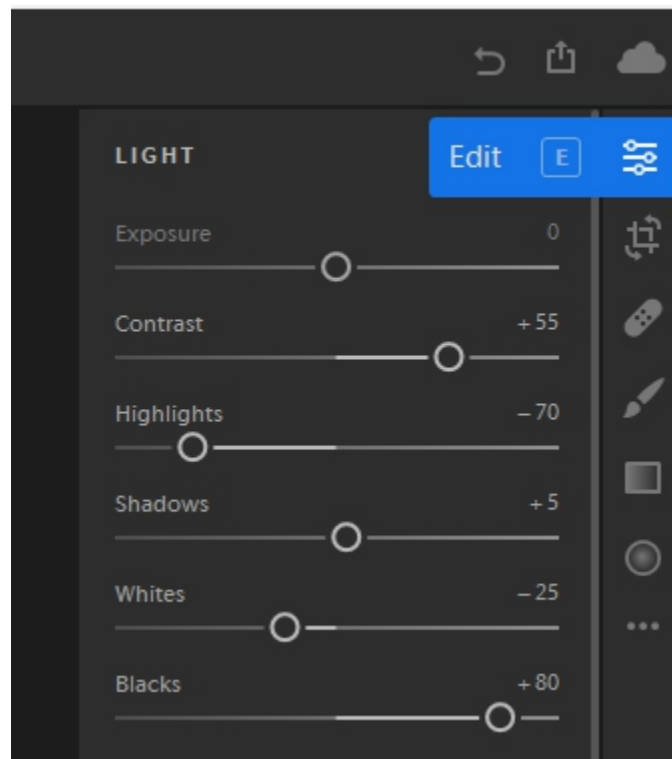 LIGHT
Edit E
Exposure 0
Contrast +55
Highlights −70
Shadows +5
Whites −25
Blacks +80